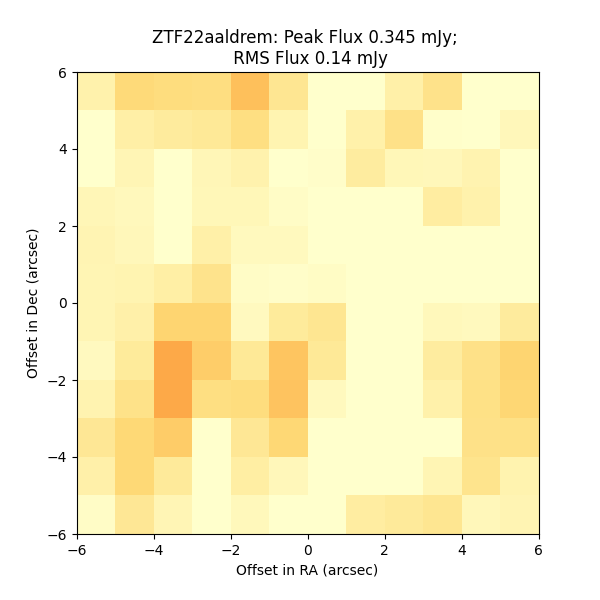 ZTF22aaldrem: Peak Flux 0.345 mJy;
RMS Flux 0.14 mJy
6
4
2
0
−2
−4
−6
Offset in Dec (arcsec)
−6 −4 −2 0 2 4 6
Offset in RA (arcsec)